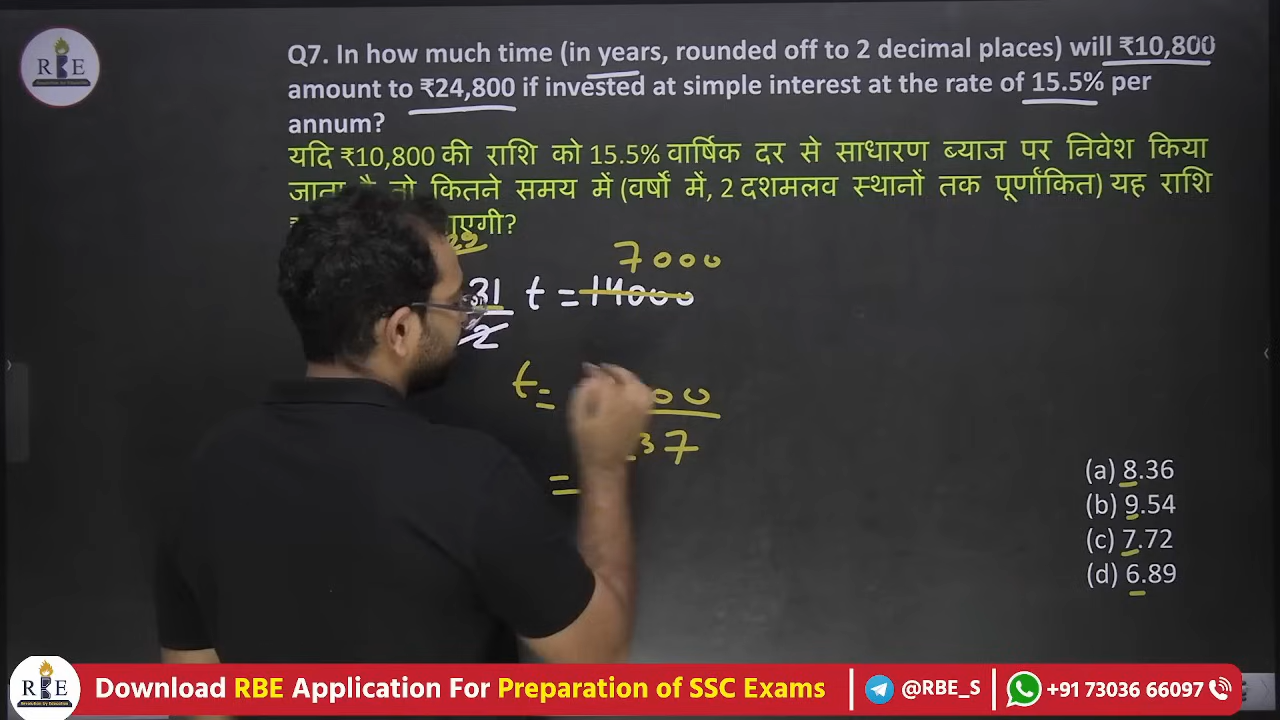 RBE
Q7. In how much time (in years, rounded off to 2 decimal places) will ₹10,800
amount to ₹24,800 if invested at simple interest at the rate of 15.5% per
annum?
यदि ₹10,800 की राशि को 15.5% वार्षिक दर से साधारण ब्याज पर निवेश किया
तो कितने समय में (वर्षों में, 2 दशमलव स्थानों तक पूर्णांकित) यह राशि
7000
31 t = 14000
2
t =
37
=
(a) 8.36
(b) 9.54
(c) 7.72
(d) 6.89
RBE
Download RBE Application For Preparation of SSC Exams
@RBE_S
+91 73036 66097